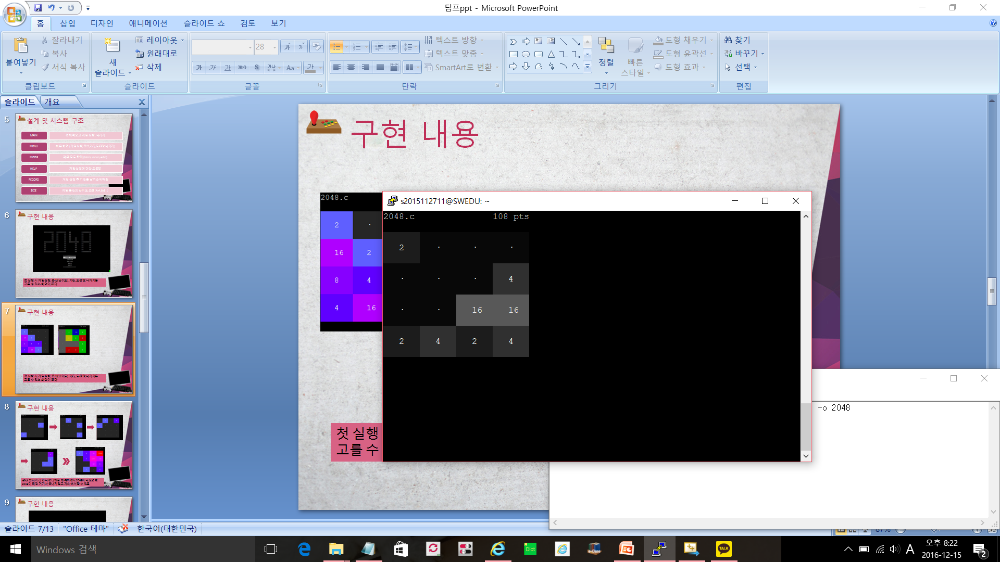 팀프ppt - Microsoft PowerPoint
홈 삽입 디자인 애니메이션 슬라이드 쇼 검토 보기
붙여넣기
잘라내기
복사
서식 복사
클립보드
새
슬라이드
레이아웃
원래대로
삭제
슬라이드
28
글꼴
텍스트 방향
텍스트 맞춤
SmartArt로 변환
단락
정렬
빠른
스타일
도형 채우기
도형 윤곽선
도형 효과
그리기
찾기
바꾸기
선택
편집
슬라이드 개요
5
설계 및 시스템 구조
MAIN
MENU
MODE
HELP
RECORD
SIZE
6
구현 내용
7
구현 내용
8
구현 내용
9
구현 내용
구현 내용
2048.c
2 ·
16 2
8 4
4 16
첫 실행
고를 수
s2015112711@SWEDU: ~
2048.c 108 pts
2 · · ·
· · · 4
· · 16 16
2 4 2 4
-o 2048
슬라이드 7/13 "Office 테마" 한국어(대한민국)
87%
Windows 검색
Dict
TALK
A
오후 8:22
2016-12-15
2